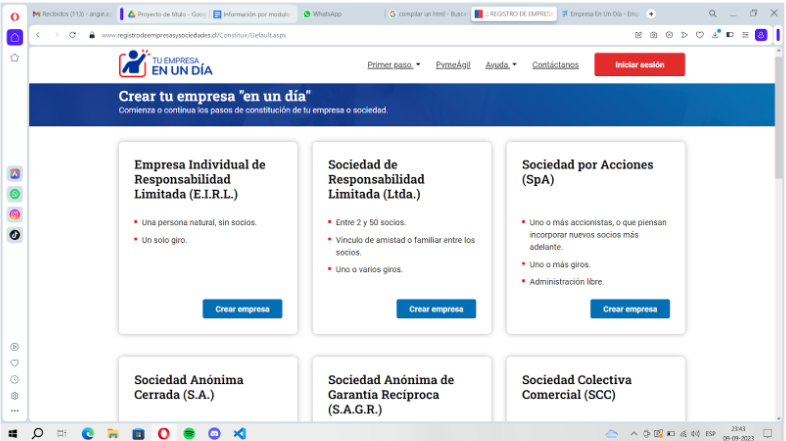 Recibidos (113) - anges.c
Proyecto de título - Goog
Información por modulo
WhatsApp
compilar un html - Busca
.: REGISTRO DE EMPRESA
Empresa En Un Día - Emp
www.registrodeempresasysociedades.cl/Constituir/Default.aspx
TU EMPRESA
EN UN DÍA
Primer paso
PymeÁgil
Ayuda
Contáctanos
Iniciar sesión
Crear tu empresa "en un día"
Comienza o continua los pasos de constitución de tu empresa o sociedad.
Empresa Individual de
Responsabilidad
Limitada (E.I.R.L.)
Una persona natural, sin socios.
Un solo giro.
Crear empresa
Sociedad de
Responsabilidad
Limitada (Ltda.)
Entre 2 y 50 socios.
Vínculo de amistad o familiar entre los
socios.
Uno o varios giros.
Crear empresa
Sociedad por Acciones
(SpA)
Uno o más accionistas, o que piensan
incorporar nuevos socios más
adelante.
Uno o más giros.
Administración libre.
Crear empresa
Sociedad Anónima
Cerrada (S.A.)
Sociedad Anónima de
Garantía Recíproca
(S.A.G.R.)
Sociedad Colectiva
Comercial (SCC)
ESP
23:43
09-09-2023